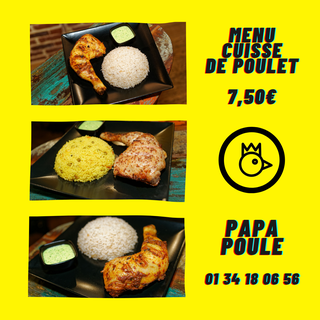 MENU
CUISSE
DE POULET
7,50€
PAPA
POULE
01 34 18 06 56